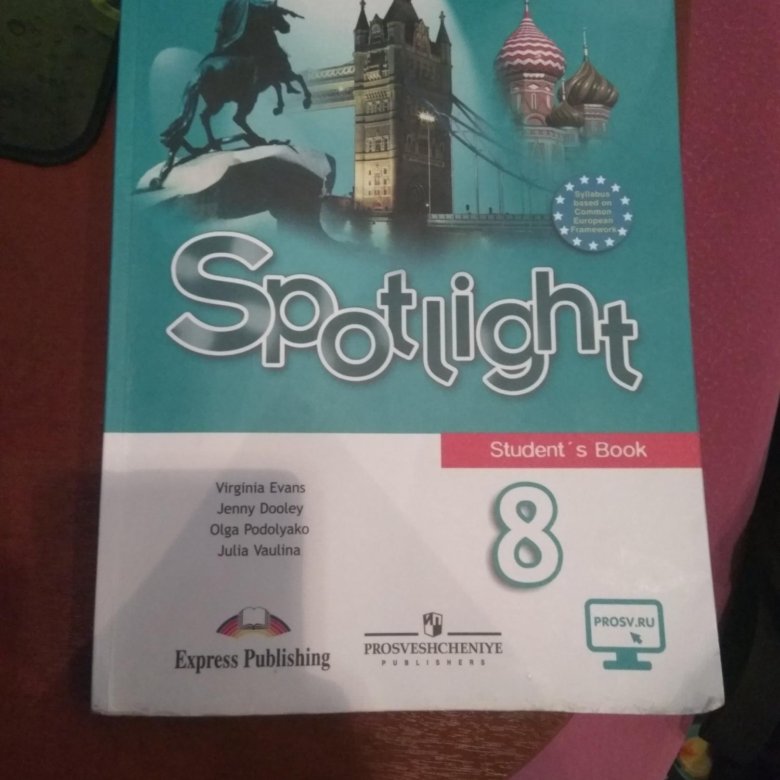 Syllabus
based on
Common
European
Framework
Spotlight
Student´s Book
8
Virginia Evans
Jenny Dooley
Olga Podolyako
Julia Vaulina
Express Publishing
PROSVESHCHENIYE
PUBLISHERS
PROSV.RU